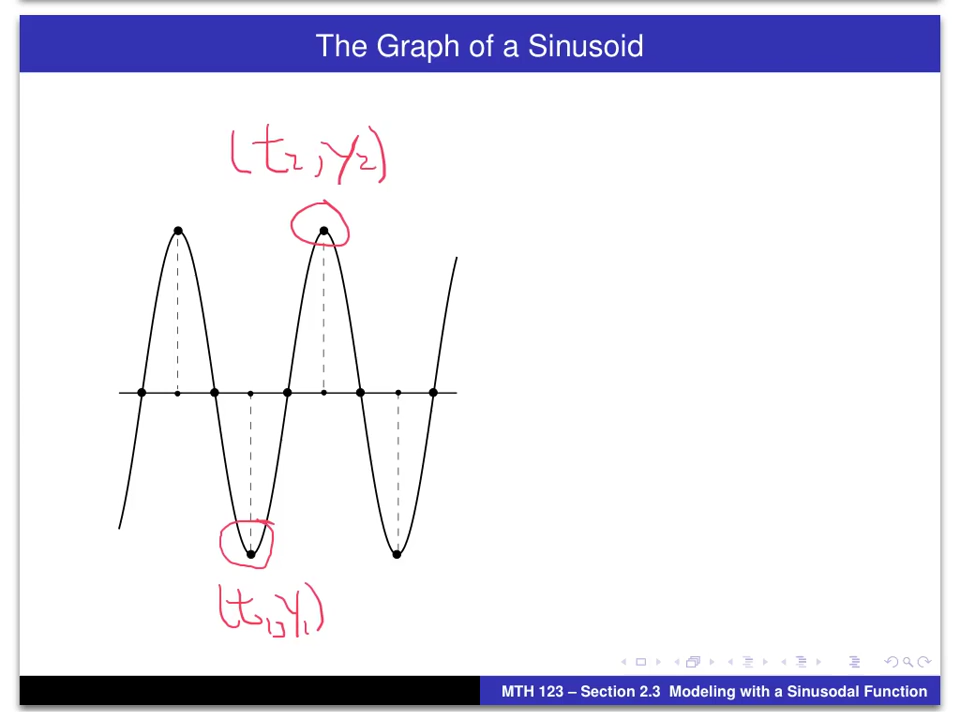 The Graph of a Sinusoid
(t₂, y₂)
(t₁, y₁)
MTH 123 – Section 2.3 Modeling with a Sinusodal Function